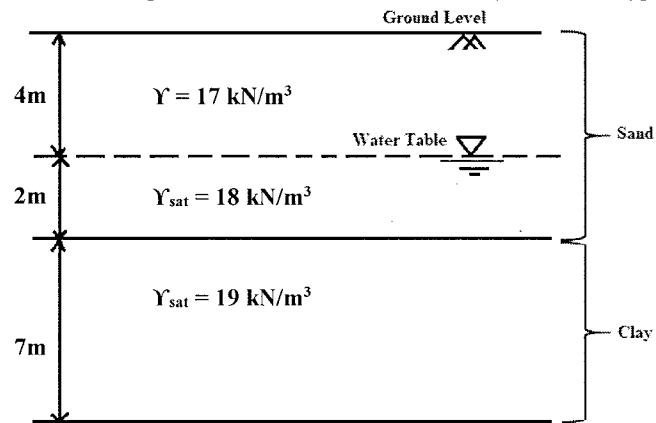 Ground Level
4m
ϒ = 17 kN/m³
Sand
Water Table
2m
ϒsat = 18 kN/m³
ϒsat = 19 kN/m³
Clay
7m